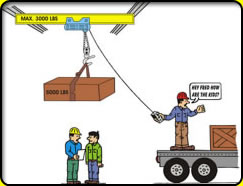 MAX. 3000 LBS
HEY FRED HOW
ARE THE KIDS?
5000 LBS